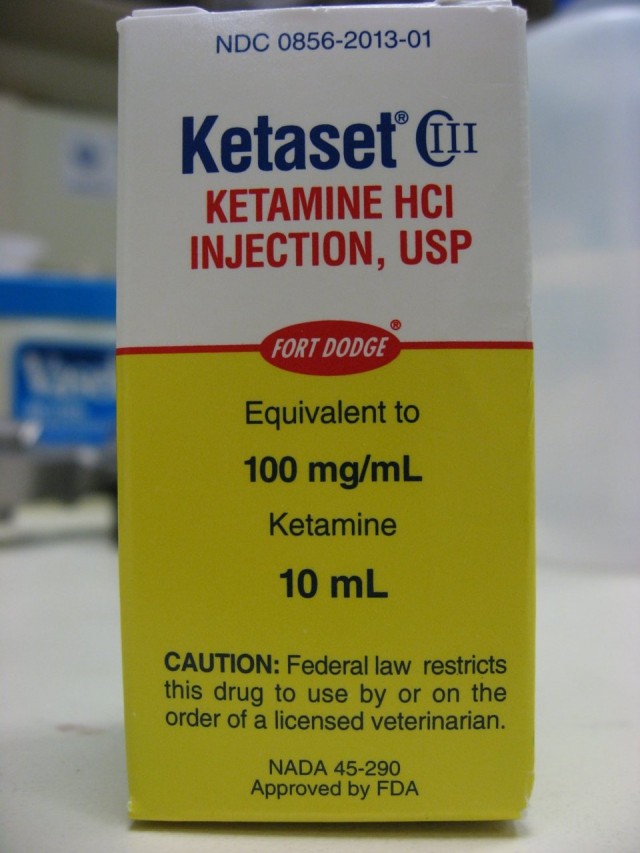 NDC 0856-2013-01
Ketaset® CIII
KETAMINE HCl
INJECTION, USP
FORT DODGE®
Equivalent to
100 mg/mL
Ketamine
10 mL
CAUTION: Federal law restricts
this drug to use by or on the
order of a licensed veterinarian.
NADA 45-290
Approved by FDA